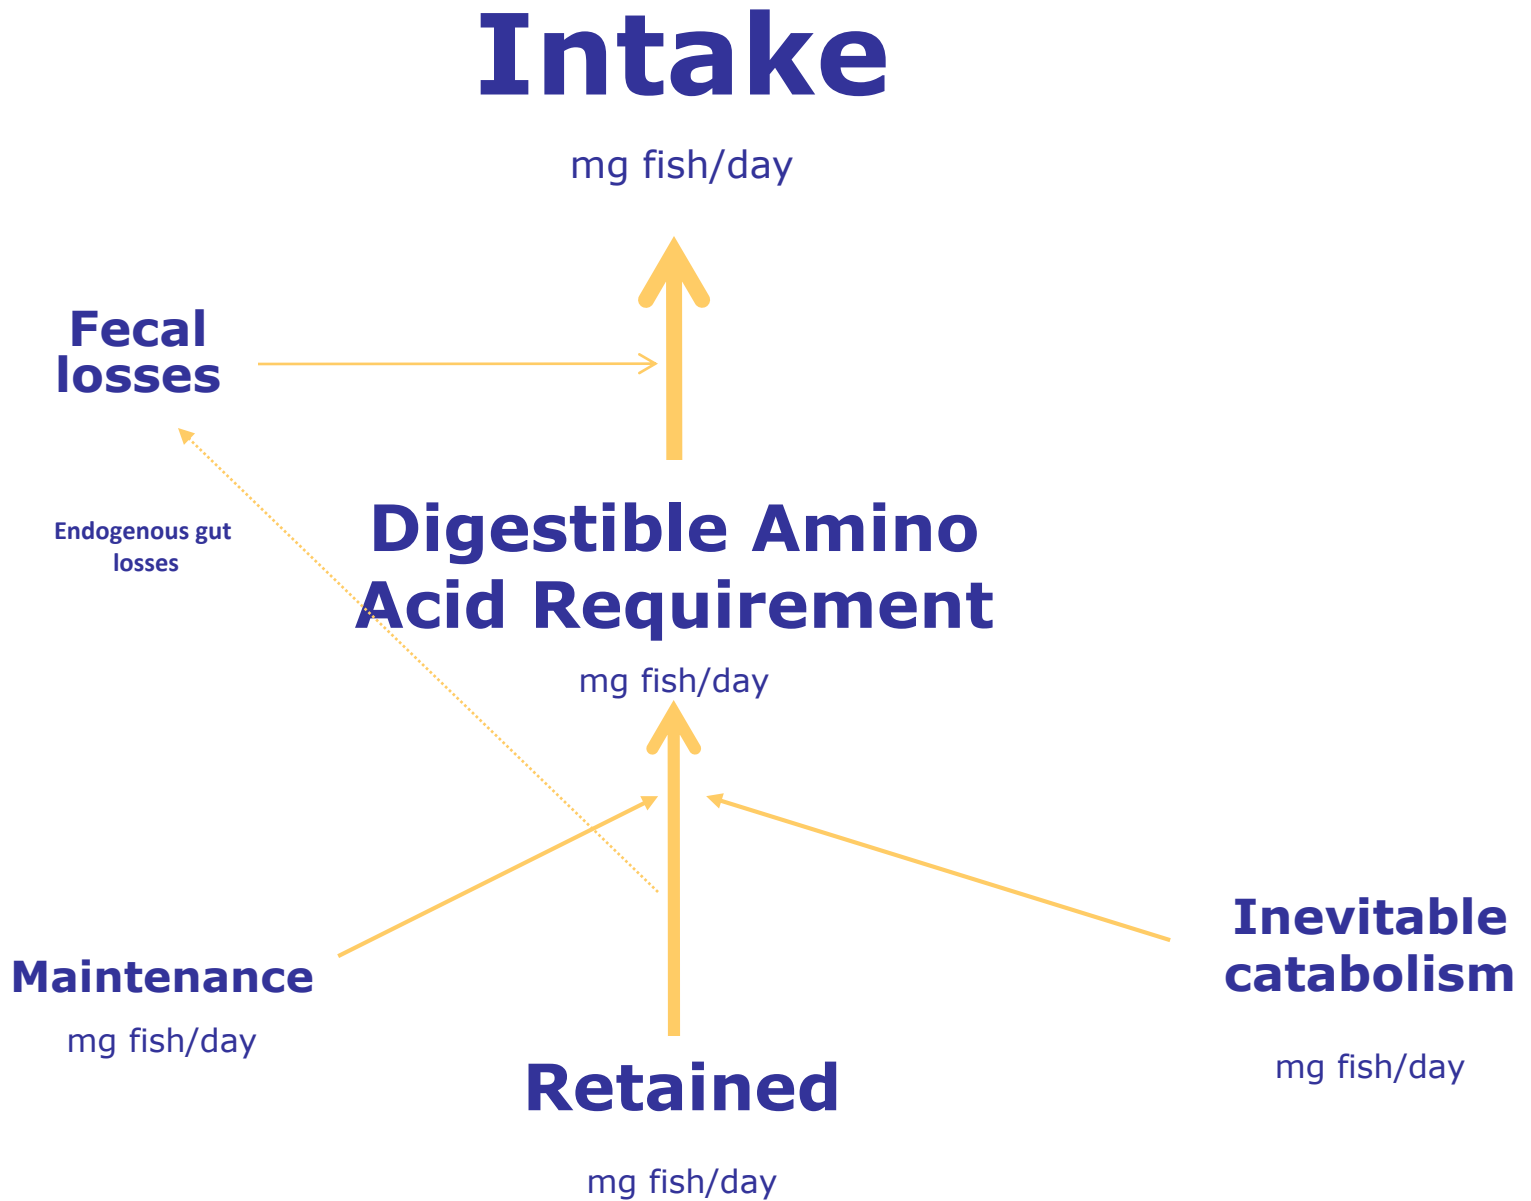 Intake
mg fish/day
Fecal
losses
Endogenous gut
losses
Digestible Amino
Acid Requirement
mg fish/day
Maintenance
mg fish/day
Inevitable
catabolism
mg fish/day
Retained
mg fish/day